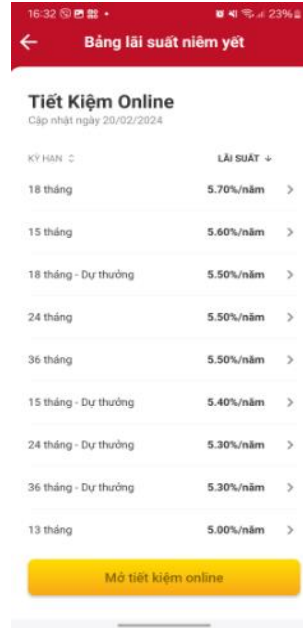 16:32
23%
Bảng lãi suất niêm yết
Tiết Kiệm Online
Cập nhật ngày 20/02/2024
KỲ HẠN LÃI SUẤT
18 tháng 5.70%/năm
15 tháng 5.60%/năm
18 tháng - Dự thưởng 5.50%/năm
24 tháng 5.50%/năm
36 tháng 5.50%/năm
15 tháng - Dự thưởng 5.40%/năm
24 tháng - Dự thưởng 5.30%/năm
36 tháng - Dự thưởng 5.30%/năm
13 tháng 5.00%/năm
Mở tiết kiệm online